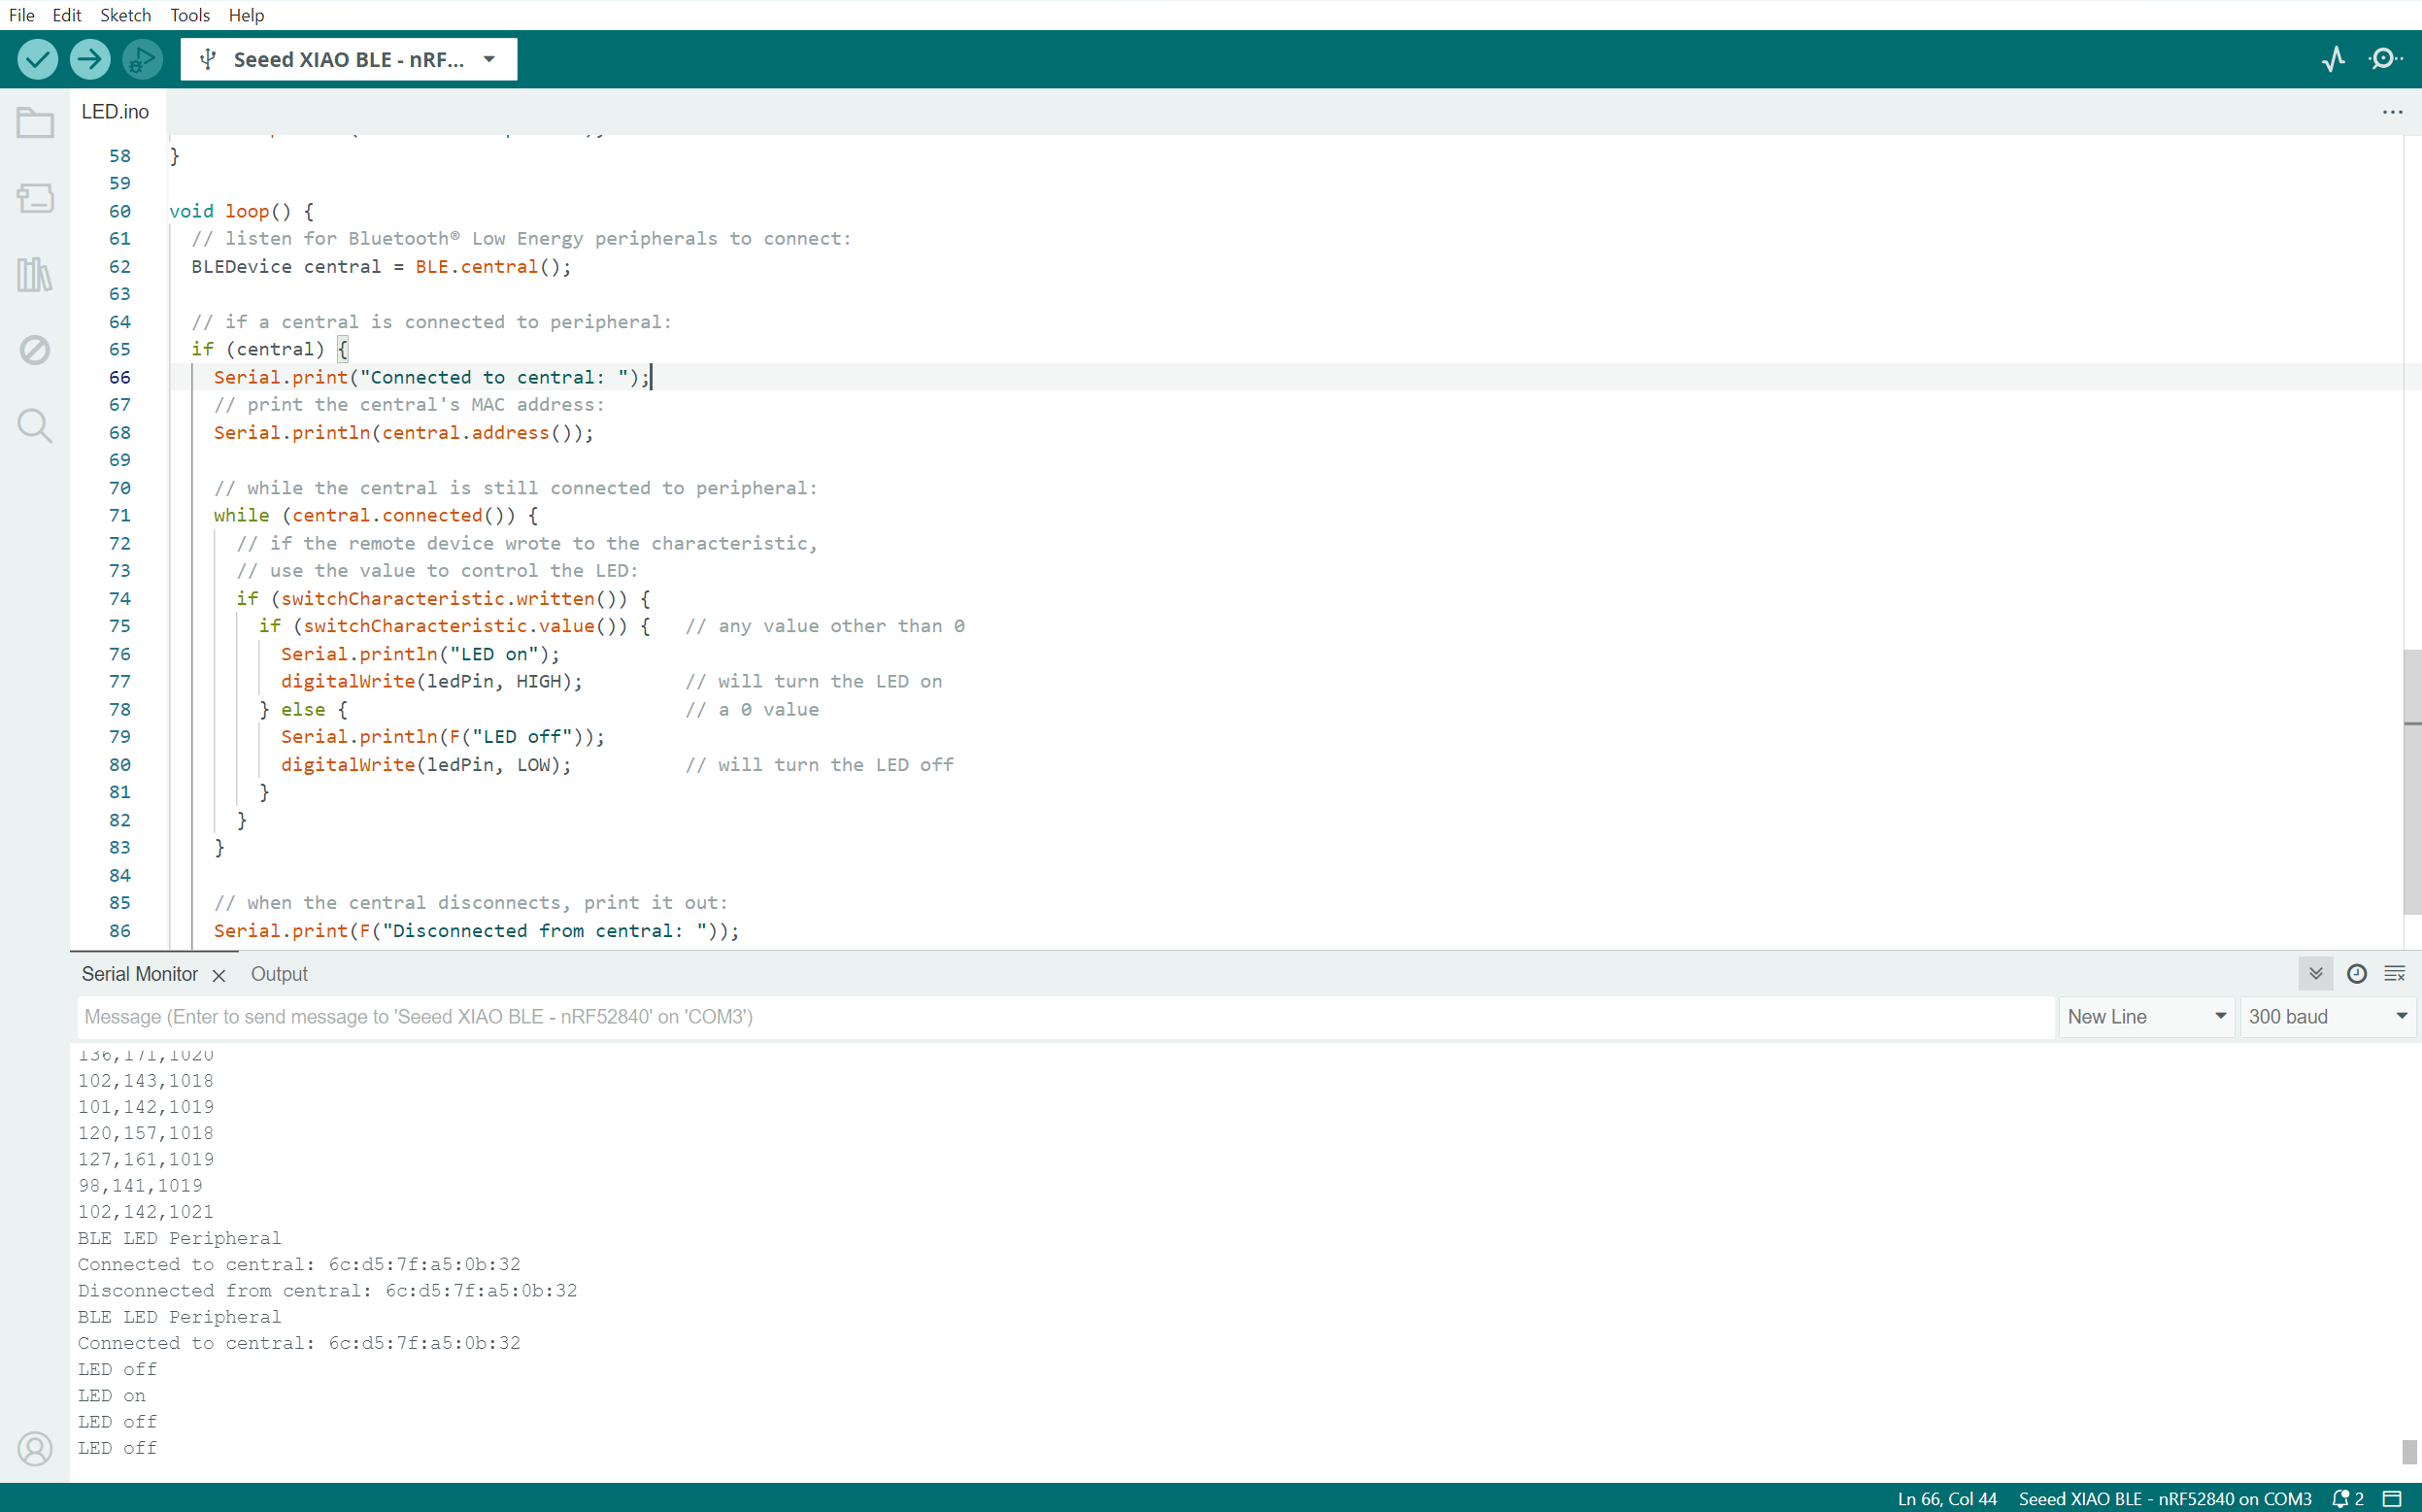 File Edit Sketch Tools Help
Seeed XIAO BLE - nRF...
LED.ino
58 }
59
60 void loop() {
61 // listen for Bluetooth® Low Energy peripherals to connect:
62 BLEDevice central = BLE.central();
63
64 // if a central is connected to peripheral:
65 if (central) {
66 Serial.print("Connected to central: ");
67 // print the central's MAC address:
68 Serial.println(central.address());
69
70 // while the central is still connected to peripheral:
71 while (central.connected()) {
72 // if the remote device wrote to the characteristic,
73 // use the value to control the LED:
74 if (switchCharacteristic.written()) {
75 if (switchCharacteristic.value()) { // any value other than 0
76 Serial.println("LED on");
77 digitalWrite(ledPin, HIGH); // will turn the LED on
78 } else { // a 0 value
79 Serial.println(F("LED off"));
80 digitalWrite(ledPin, LOW); // will turn the LED off
81 }
82 }
83 }
84
85 // when the central disconnects, print it out:
86 Serial.print(F("Disconnected from central: "));
Serial Monitor Output
Message (Enter to send message to 'Seeed XIAO BLE - nRF52840' on 'COM3') New Line 300 baud
136,171,1020
102,143,1018
101,142,1019
120,157,1018
127,161,1019
98,141,1019
102,142,1021
BLE LED Peripheral
Connected to central: 6c:d5:7f:a5:0b:32
Disconnected from central: 6c:d5:7f:a5:0b:32
BLE LED Peripheral
Connected to central: 6c:d5:7f:a5:0b:32
LED off
LED on
LED off
LED off
Ln 66, Col 44 Seeed XIAO BLE - nRF52840 on COM3 2